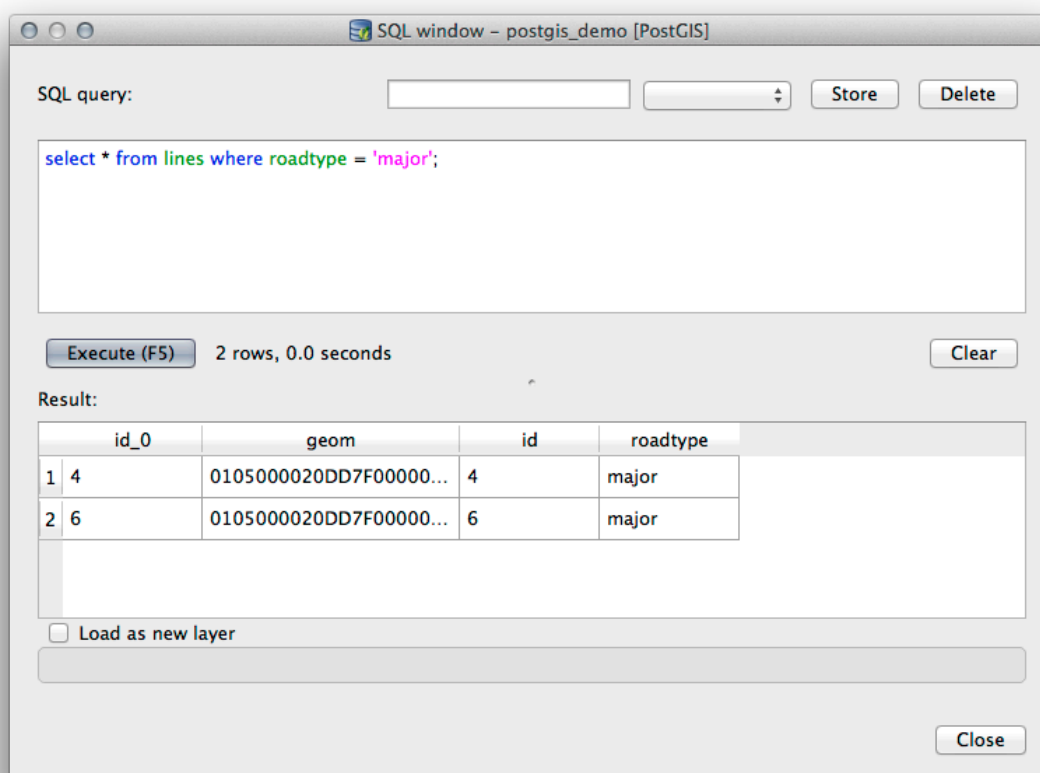 SQL window – postgis_demo [PostGIS]
SQL query:
Store
Delete
select * from lines where roadtype = 'major';
Execute (F5)
2 rows, 0.0 seconds
Clear
Result:
id_0 geom id roadtype
1 4 0105000020DD7F00000... 4 major
2 6 0105000020DD7F00000... 6 major
Load as new layer
Close